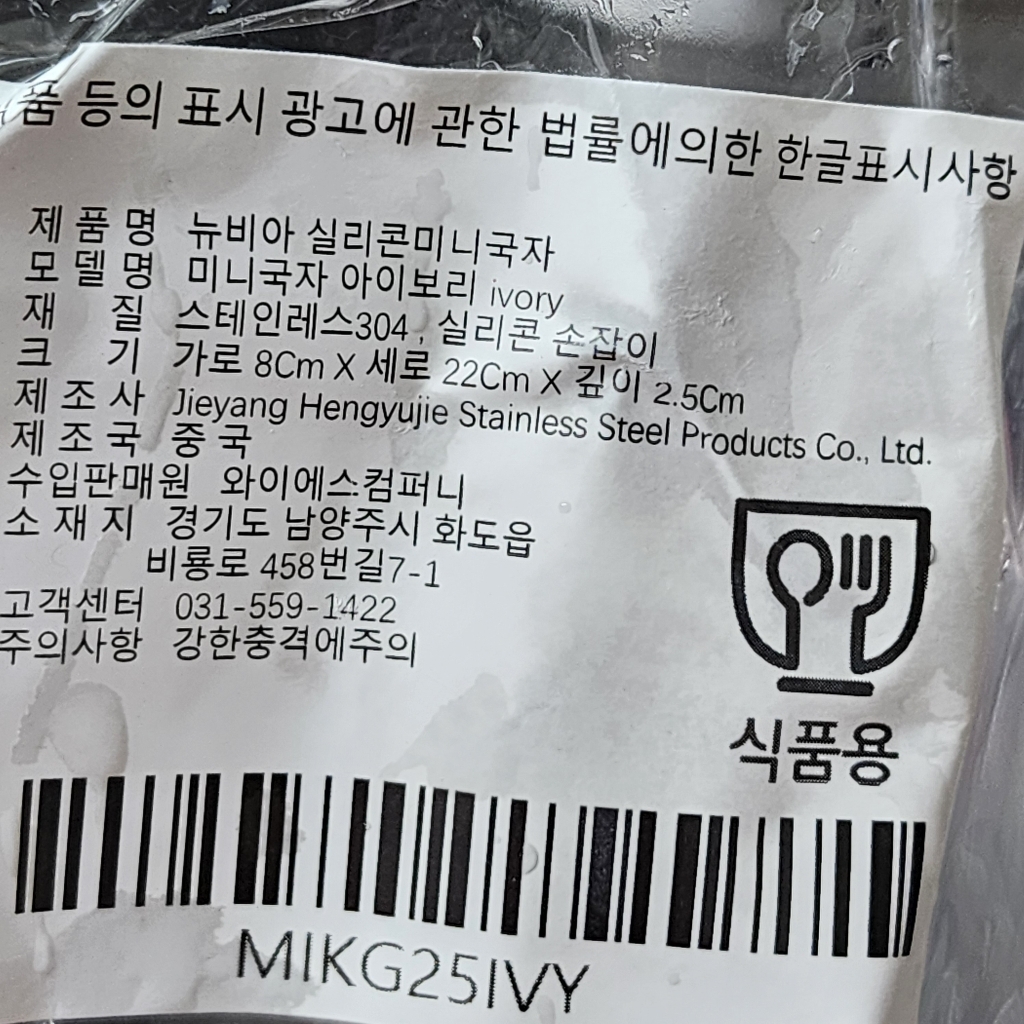 품 등의 표시 광고에 관한 법률에의한 한글표시사항
제 품 명 뉴비아 실리콘미니국자
모 델 명 미니국자 아이보리 ivory
재 질 스테인레스304, 실리콘 손잡이
크 기 가로 8Cm X 세로 22Cm X 깊이 2.5Cm
제 조 사 Jieyang Hengyujie Stainless Steel Products Co., Ltd.
제 조 국 중 국
수입판매원 와이에스컴퍼니
소 재 지 경기도 남양주시 화도읍
비룡로 458번길7-1
고객센터 031-559-1422
주의사항 강한충격에주의
식품용
MIKG25IVY